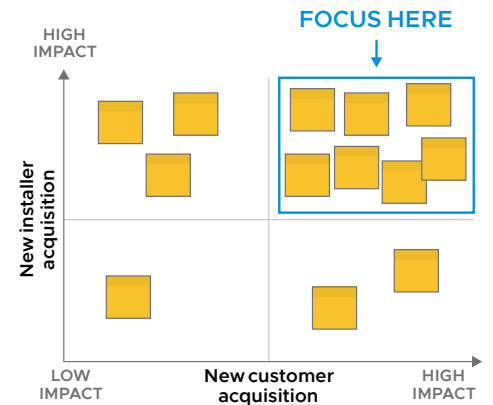 FOCUS HERE
HIGH
IMPACT
New installer
acquisition
LOW
IMPACT
New customer
acquisition
HIGH
IMPACT